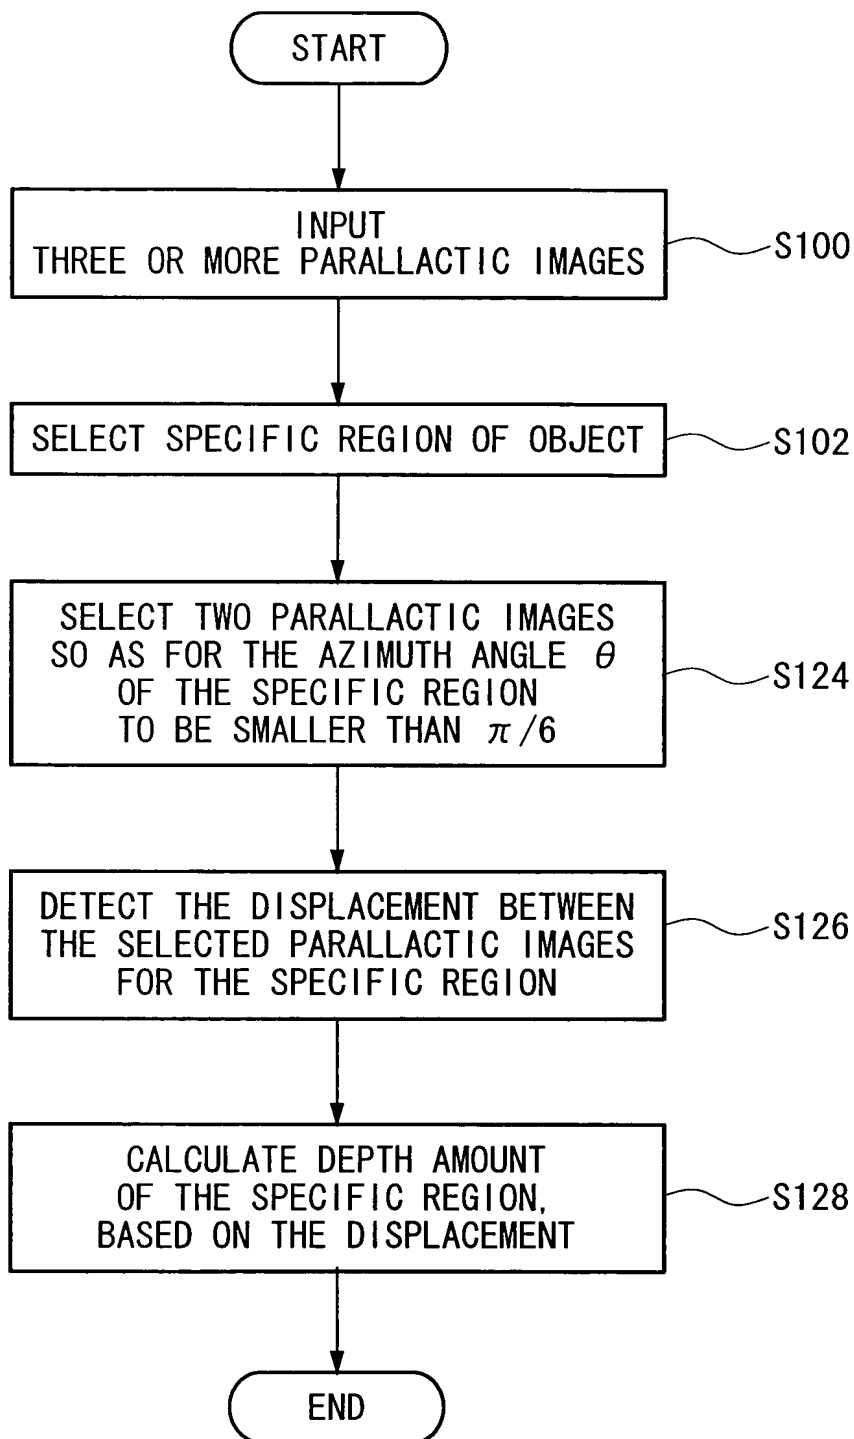 START
INPUT
THREE OR MORE PARALLACTIC IMAGES
S100
SELECT SPECIFIC REGION OF OBJECT
S102
SELECT TWO PARALLACTIC IMAGES
SO AS FOR THE AZIMUTH ANGLE θ
OF THE SPECIFIC REGION
TO BE SMALLER THAN π/6
S124
DETECT THE DISPLACEMENT BETWEEN
THE SELECTED PARALLACTIC IMAGES
FOR THE SPECIFIC REGION
S126
CALCULATE DEPTH AMOUNT
OF THE SPECIFIC REGION,
BASED ON THE DISPLACEMENT
S128
END